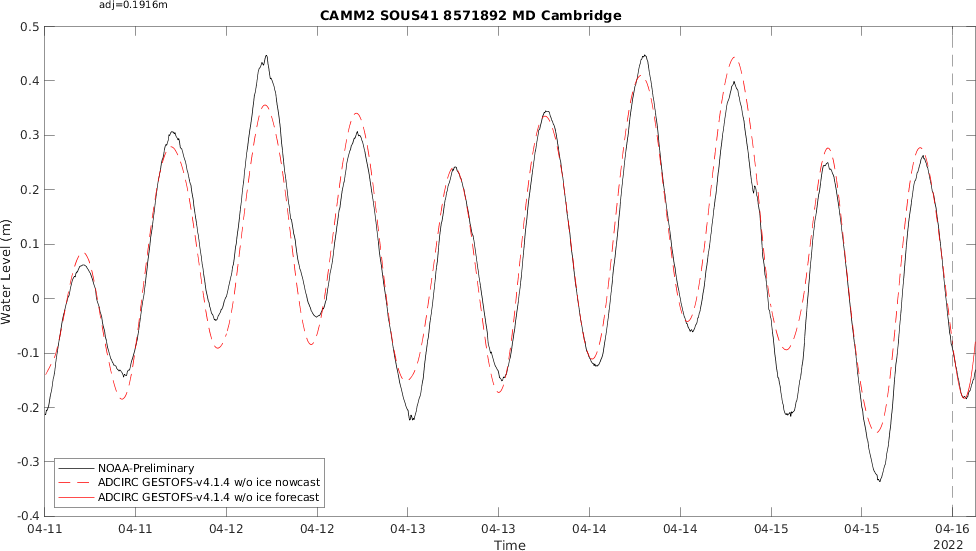 adj=0.1916m
CAMM2 SOUS41 8571892 MD Cambridge
0.5
0.4
0.3
0.2
0.1
0
-0.1
-0.2
-0.3
-0.4
Water Level (m)
NOAA-Preliminary
ADCIRC GESTOFS-v4.1.4 w/o ice nowcast
ADCIRC GESTOFS-v4.1.4 w/o ice forecast
04-11 04-11 04-12 04-12 04-13 04-13 04-14 04-14 04-15 04-15 04-16
Time
2022